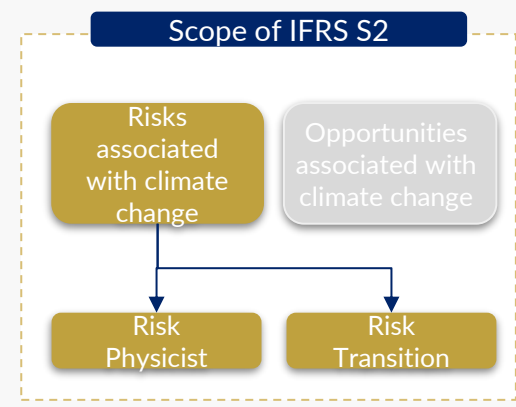 Scope of IFRS S2
Risks
associated
with climate
change
Opportunities
associated with
climate change
Risk
Physicist
Risk
Transition